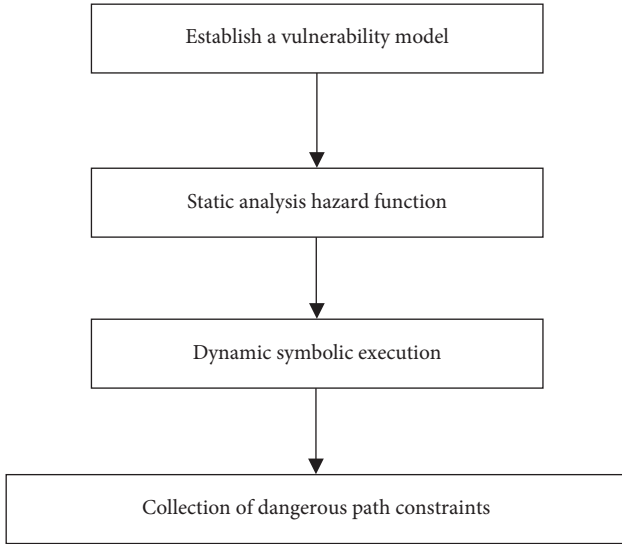 Establish a vulnerability model
Static analysis hazard function
Dynamic symbolic execution
Collection of dangerous path constraints